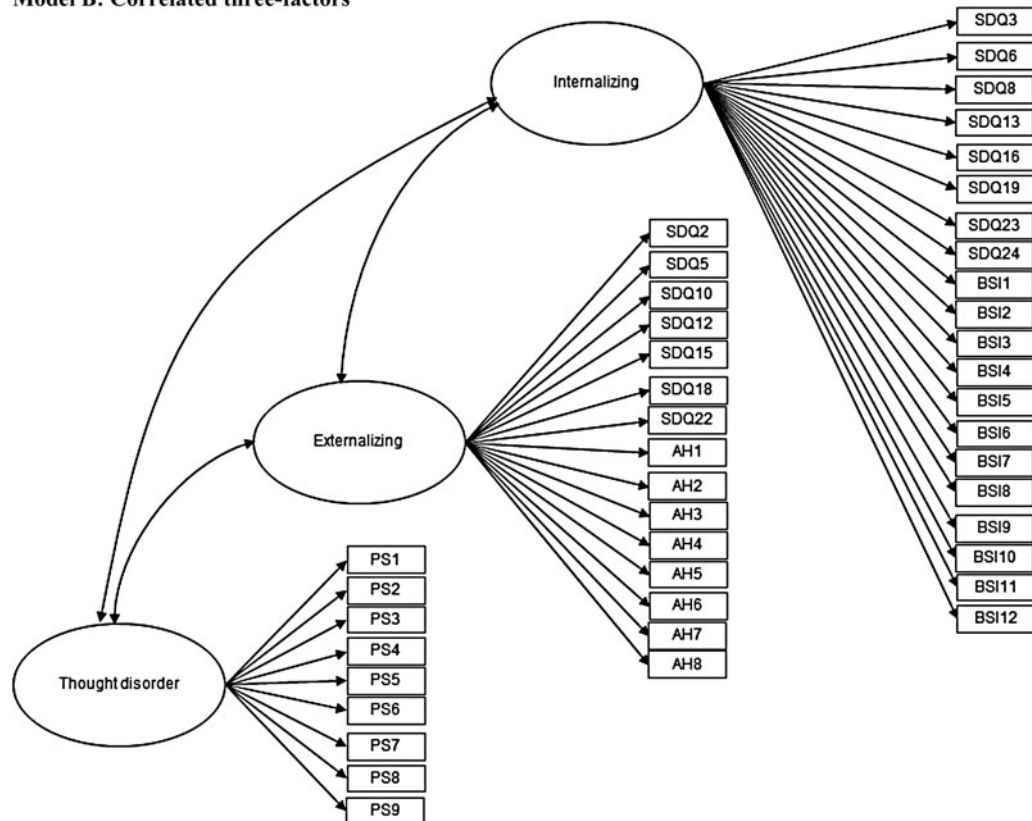 Model B: Correlated three-factors
Internalizing
SDQ3
SDQ6
SDQ8
SDQ13
SDQ16
SDQ19
SDQ23
SDQ24
BSI1
BSI2
BSI3
BSI4
BSI5
BSI6
BSI7
BSI8
BSI9
BSI10
BSI11
BSI12
Externalizing
SDQ2
SDQ5
SDQ10
SDQ12
SDQ15
SDQ18
SDQ22
AH1
AH2
AH3
AH4
AH5
AH6
AH7
AH8
Thought disorder
PS1
PS2
PS3
PS4
PS5
PS6
PS7
PS8
PS9